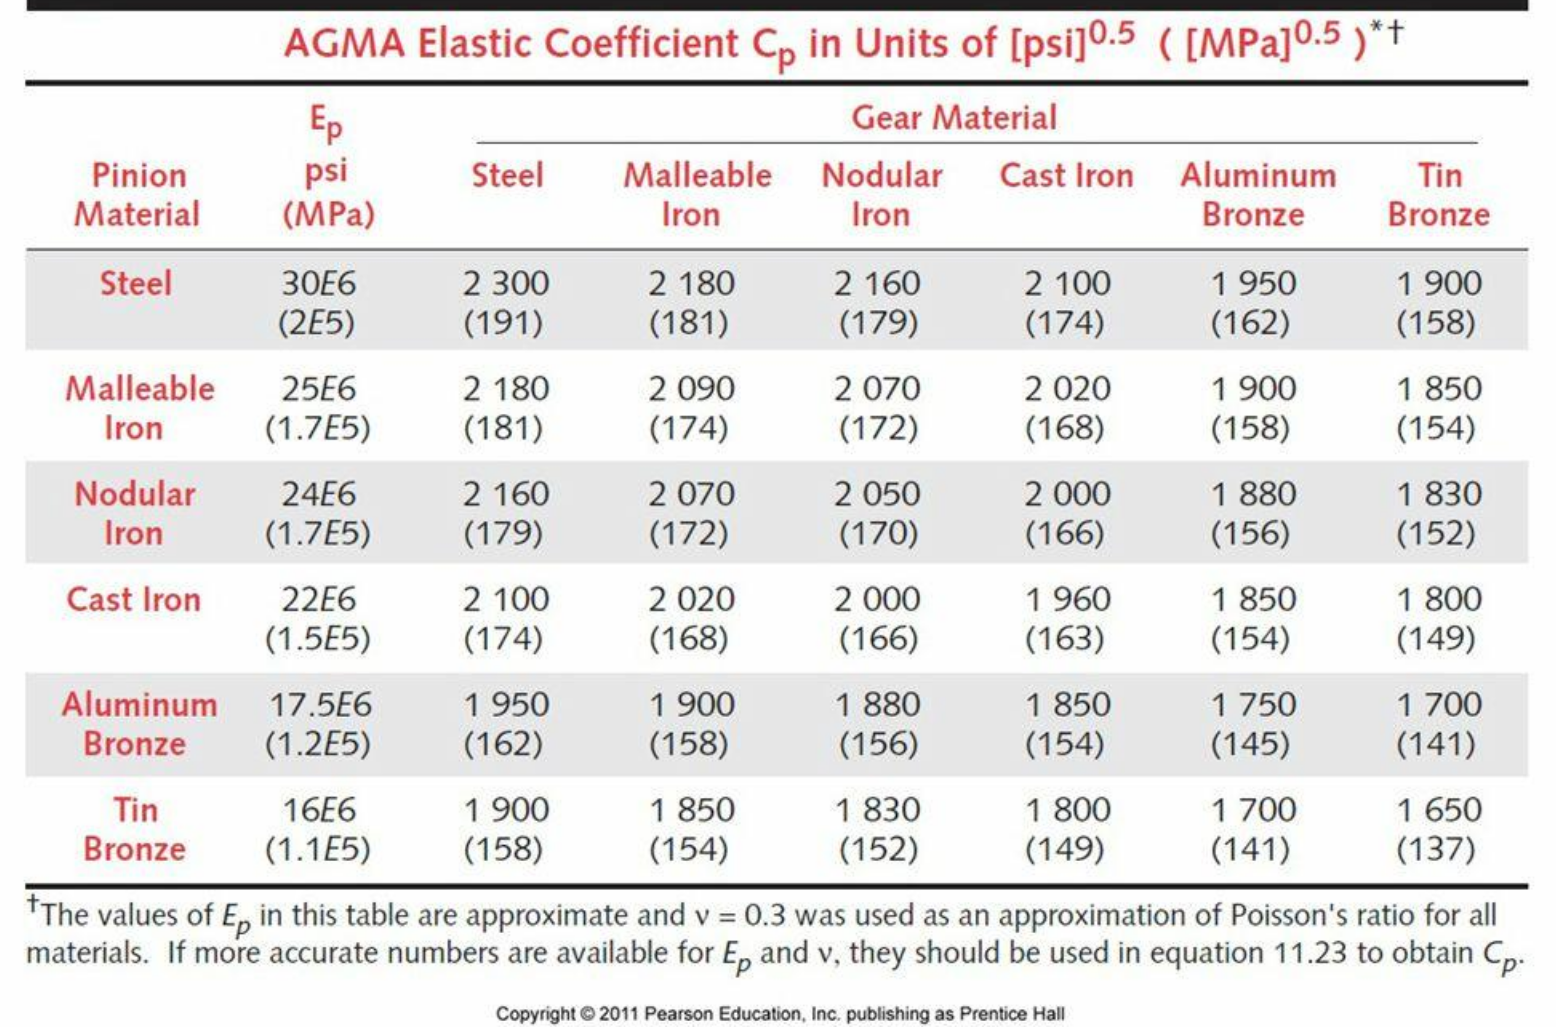 AGMA Elastic Coefficient Cp in Units of [psi]0.5 ( [MPa]0.5 )*†
Ep Gear Material
Pinion psi Steel Malleable Nodular Cast Iron Aluminum Tin
Material (MPa) Iron Iron Bronze Bronze
Steel 30E6 2 300 2 180 2 160 2 100 1 950 1 900
(2E5) (191) (181) (179) (174) (162) (158)
Malleable 25E6 2 180 2 090 2 070 2 020 1 900 1 850
Iron (1.7E5) (181) (174) (172) (168) (158) (154)
Nodular 24E6 2 160 2 070 2 050 2 000 1 880 1 830
Iron (1.7E5) (179) (172) (170) (166) (156) (152)
Cast Iron 22E6 2 100 2 020 2 000 1 960 1 850 1 800
(1.5E5) (174) (168) (166) (163) (154) (149)
Aluminum 17.5E6 1 950 1 900 1 880 1 850 1 750 1 700
Bronze (1.2E5) (162) (158) (156) (154) (145) (141)
Tin 16E6 1 900 1 850 1 830 1 800 1 700 1 650
Bronze (1.1E5) (158) (154) (152) (149) (141) (137)
†The values of Ep in this table are approximate and ν = 0.3 was used as an approximation of Poisson's ratio for all
materials. If more accurate numbers are available for Ep and ν, they should be used in equation 11.23 to obtain Cp.
Copyright © 2011 Pearson Education, Inc. publishing as Prentice Hall